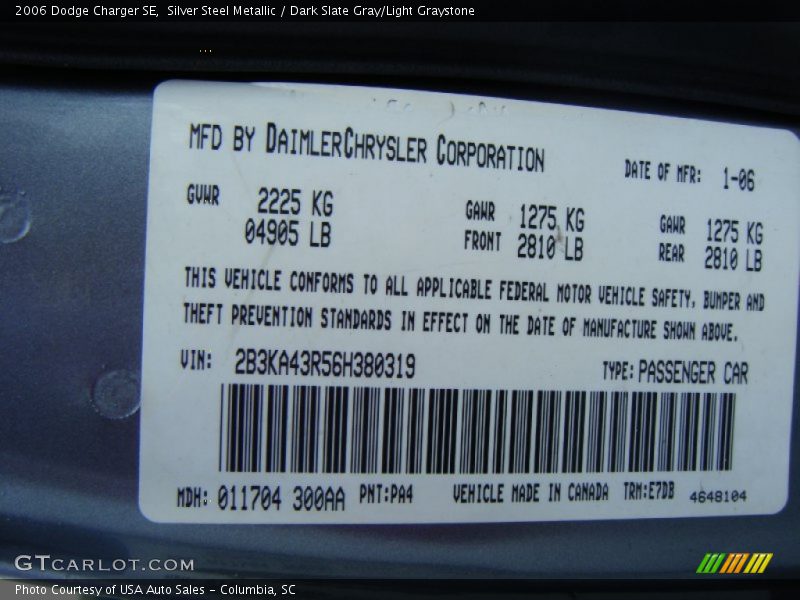 2006 Dodge Charger SE,  Silver Steel Metallic / Dark Slate Gray/Light Graystone
MFD BY DAIMLERCHRYSLER CORPORATION
DATE OF MFR: 1-06
GVWR 2225 KG
04905 LB
GAWR 1275 KG
FRONT 2810 LB
GAWR 1275 KG
REAR 2810 LB
THIS VEHICLE CONFORMS TO ALL APPLICABLE FEDERAL MOTOR VEHICLE SAFETY, BUMPER AND
THEFT PREVENTION STANDARDS IN EFFECT ON THE DATE OF MANUFACTURE SHOWN ABOVE.
VIN: 2B3KA43R56H380319
TYPE: PASSENGER CAR
MDH: 011704 300AA PNT:PA4 VEHICLE MADE IN CANADA TRM:E7DB 4648104
GTCARLOT.COM
Photo Courtesy of USA Auto Sales - Columbia, SC